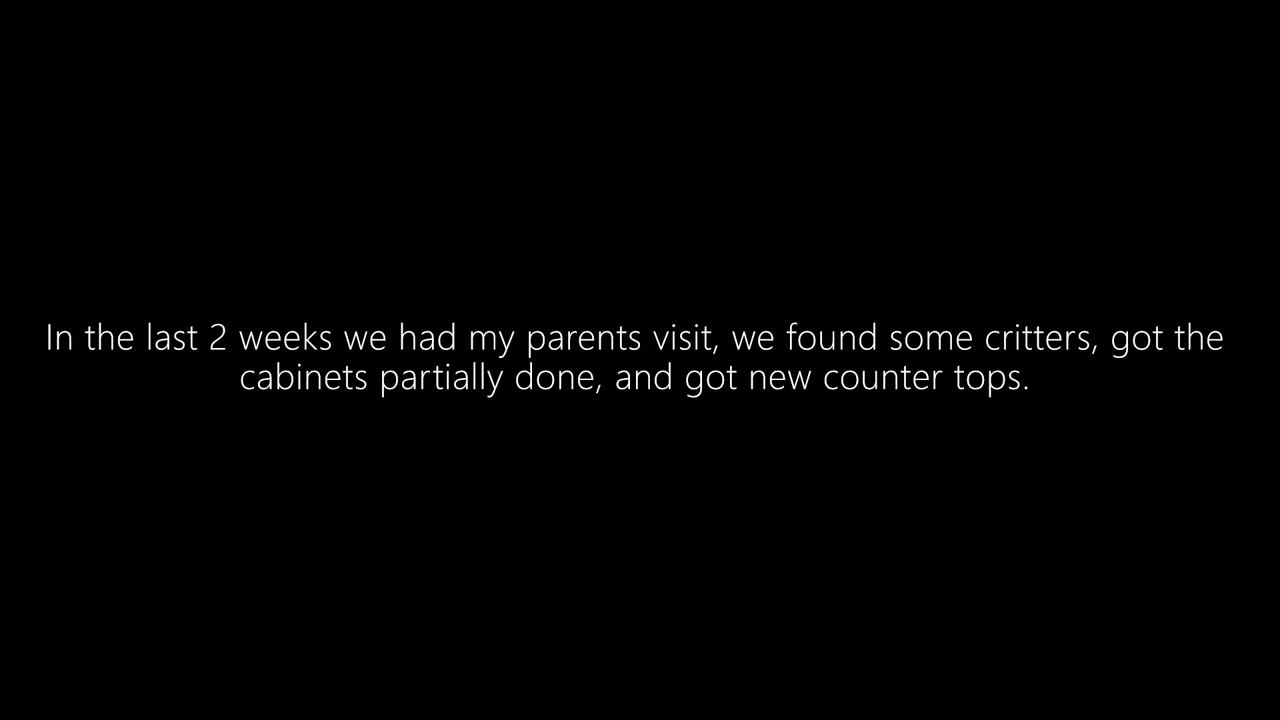 In the last 2 weeks we had my parents visit, we found some critters, got the
cabinets partially done, and got new counter tops.